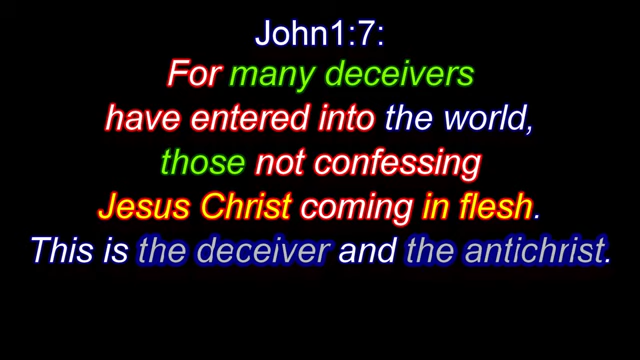 John1:7:
For many deceivers
have entered into the world,
those not confessing
Jesus Christ coming in flesh.
This is the deceiver and the antichrist.